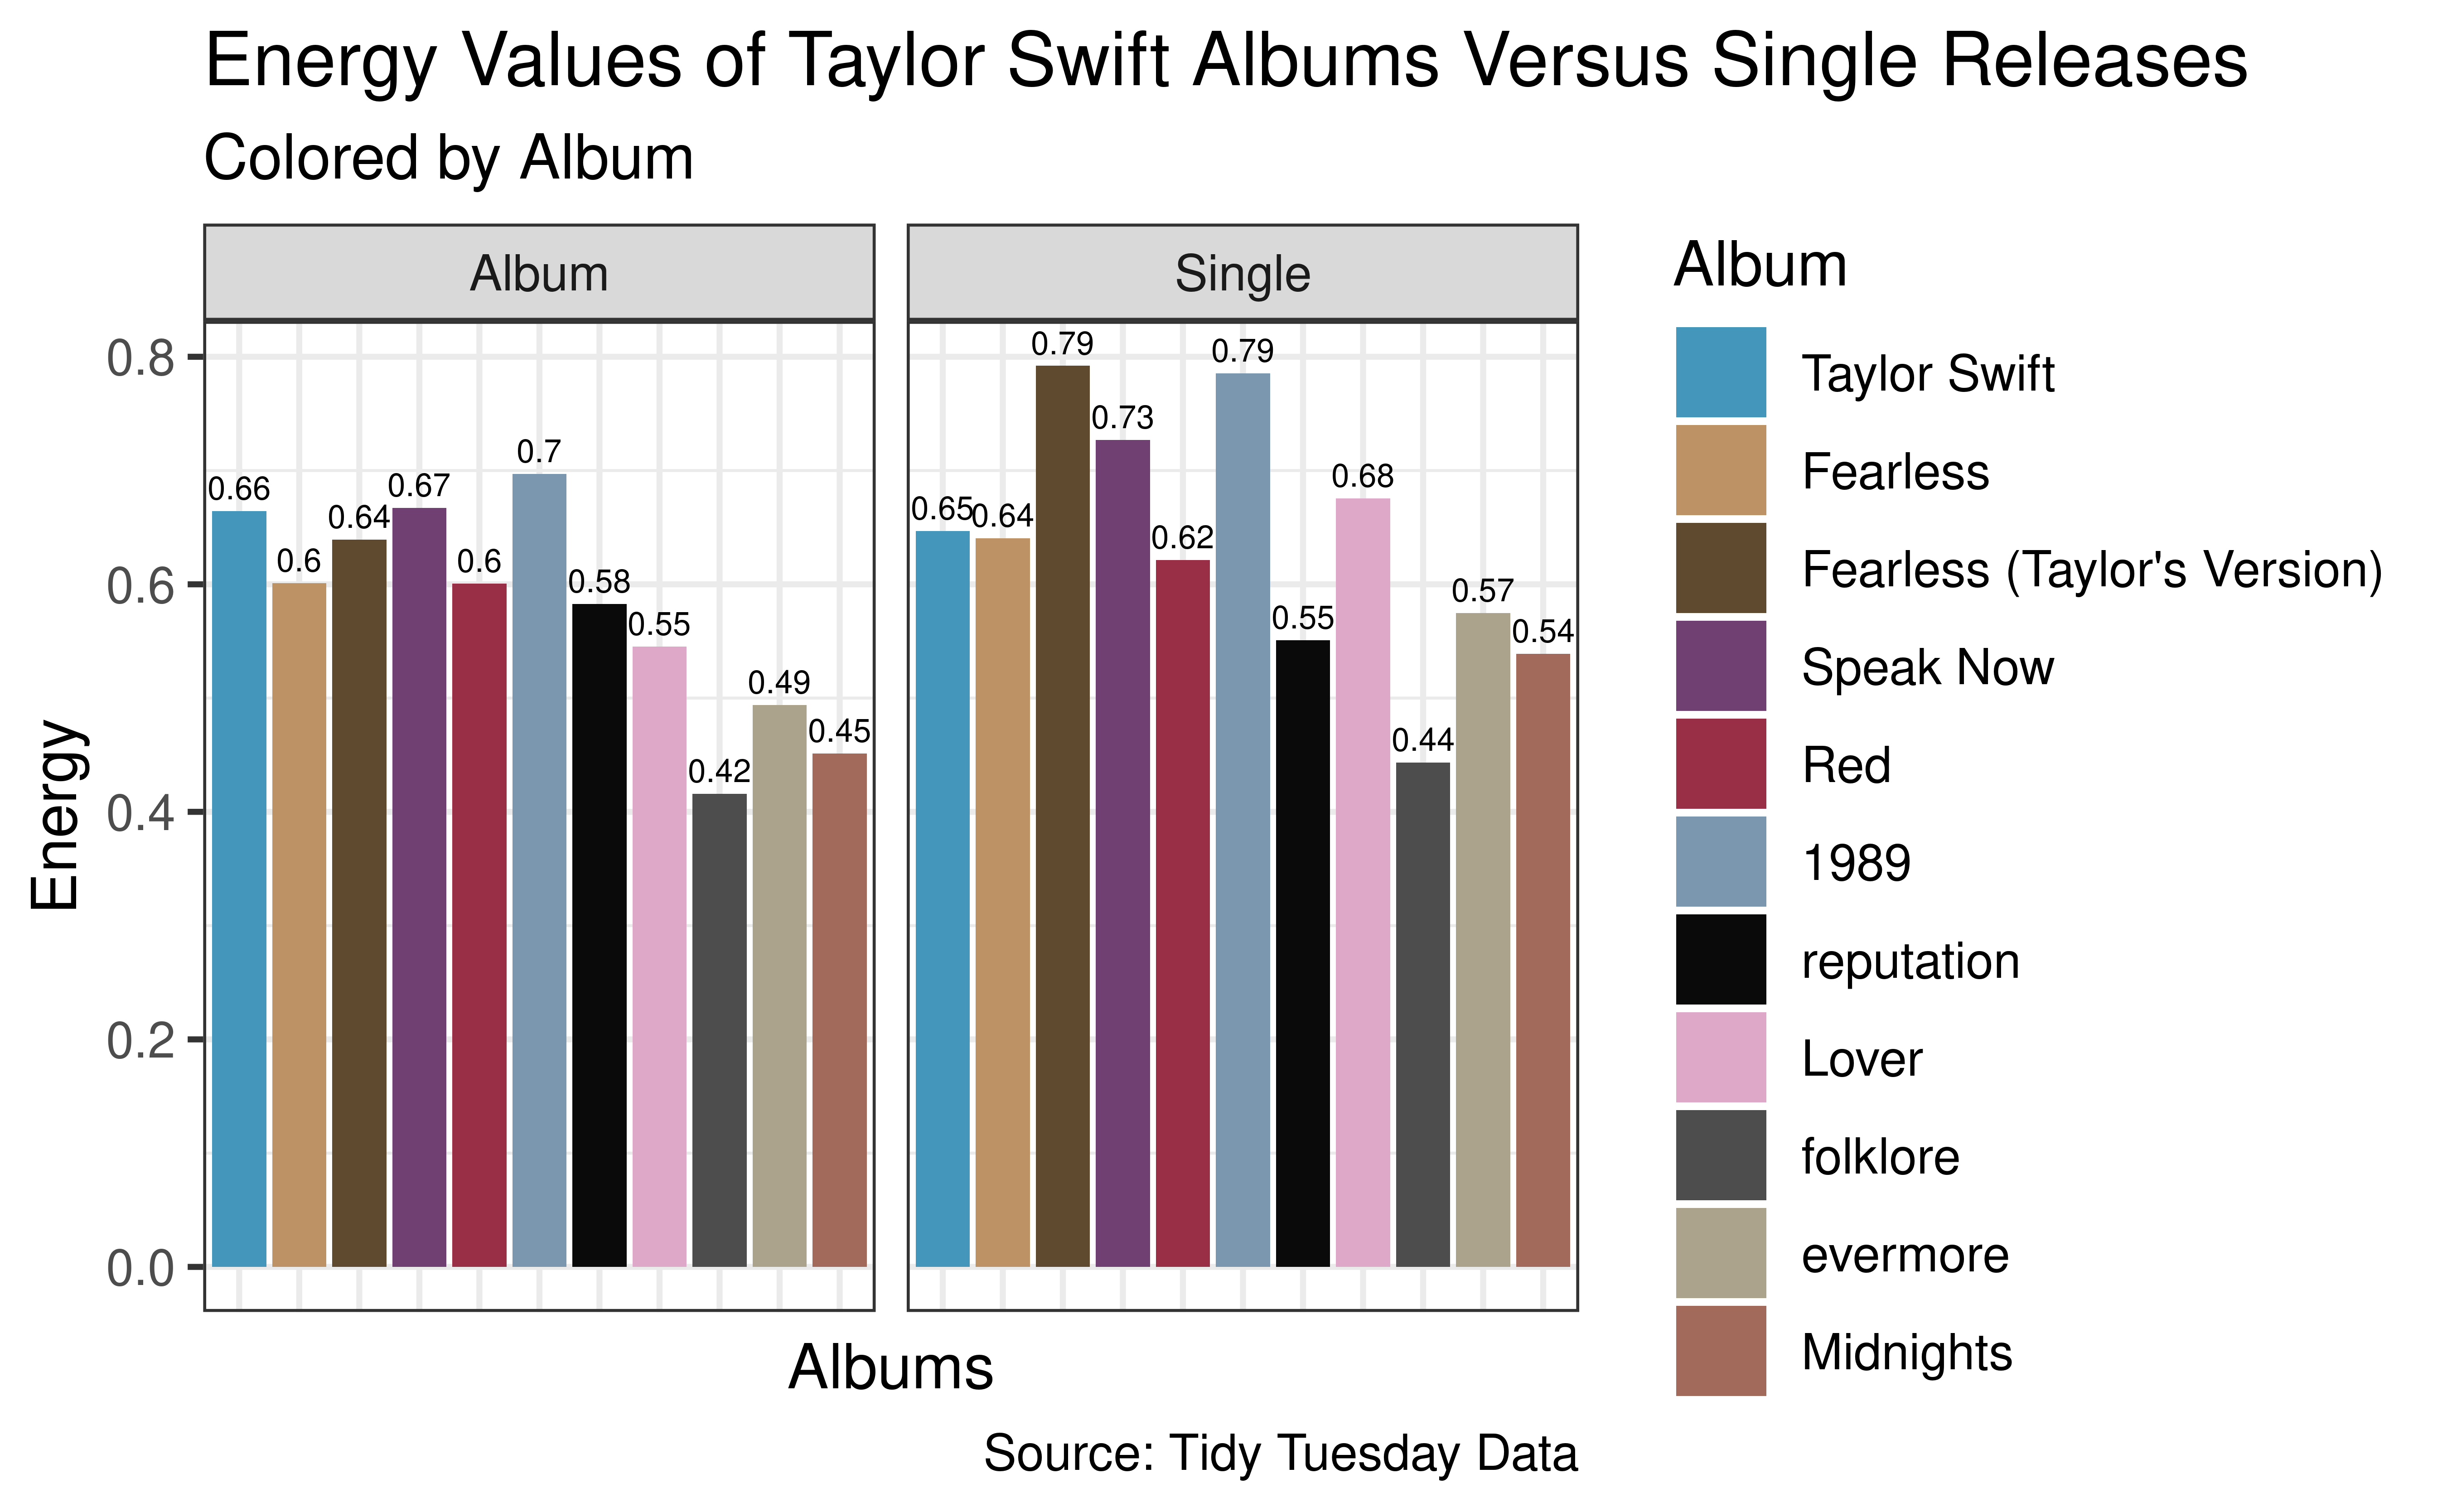 Energy Values of Taylor Swift Albums Versus Single Releases
Colored by Album
Album
Single
Energy
0.8
0.6
0.4
0.2
0.0
0.66
0.6
0.64
0.67
0.6
0.7
0.58
0.55
0.42
0.49
0.45
0.65
0.64
0.79
0.73
0.62
0.79
0.55
0.68
0.44
0.57
0.54
Albums
Album
Taylor Swift
Fearless
Fearless (Taylor's Version)
Speak Now
Red
1989
reputation
Lover
folklore
evermore
Midnights
Source: Tidy Tuesday Data